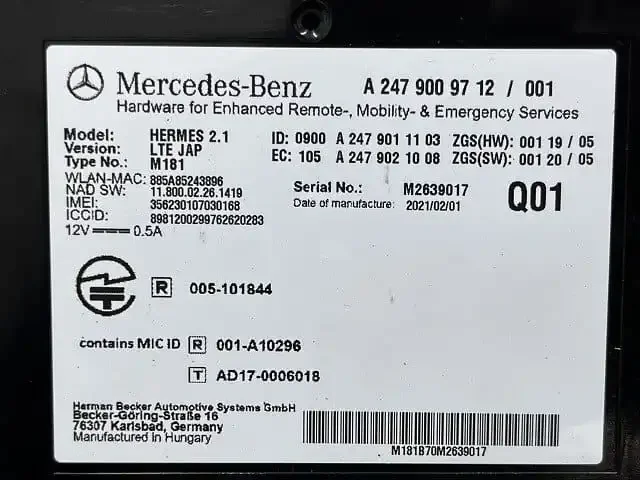 Mercedes-Benz A 247 900 97 12 / 001
Hardware for Enhanced Remote-, Mobility- & Emergency Services
Model: HERMES 2.1 ID: 0900 A 247 901 11 03 ZGS(HW): 001 19 / 05
Version: LTE JAP EC: 105 A 247 902 10 08 ZGS(SW): 001 20 / 05
Type No.: M181
WLAN-MAC: 885A85243896
NAD SW: 11.800.02.26.1419 Serial No.: M2639017 Q01
IMEI: 356230107030168 Date of manufacture: 2021/02/01
ICCID: 8981200299762620283
12V 0.5A
R 005-101844
contains MIC ID R 001-A10296
T AD17-0006018
Herman Becker Automotive Systems GmbH
Becker-Göring-Straße 16
76307 Karlsbad, Germany
Manufactured in Hungary
M181B70M2639017